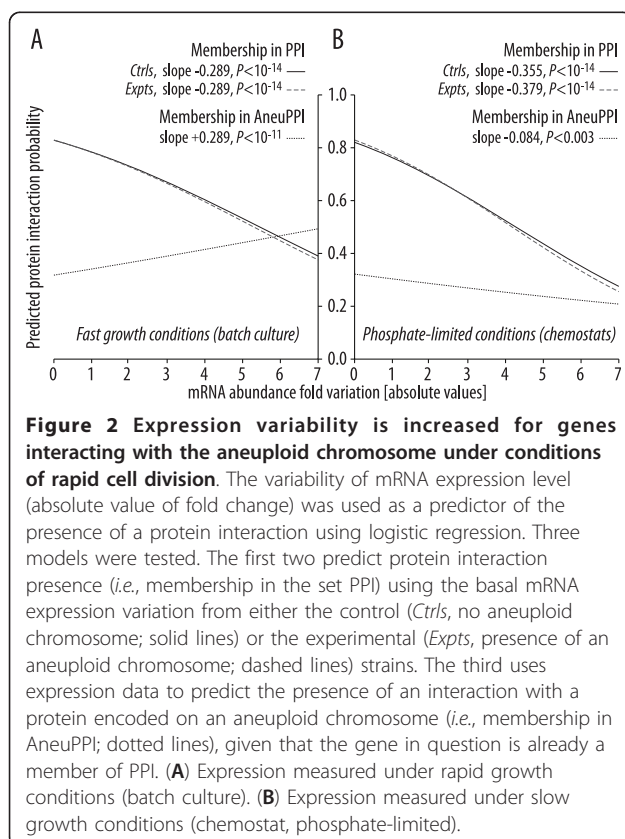 A
Membership in PPI
Ctrls, slope -0.289, P<10-14
Expts, slope -0.289, P<10-14
Membership in AneuPPI
slope +0.289, P<10-11
B
Membership in PPI
Ctrls, slope -0.355, P<10-14
Expts, slope -0.379, P<10-14
Membership in AneuPPI
slope -0.084, P<0.003
Predicted protein interaction probability
1.0
0.8
0.6
0.4
0.2
0.0
Fast growth conditions (batch culture)
Phosphate-limited conditions (chemostats)
0 1 2 3 4 5 6 7
0 1 2 3 4 5 6 7
mRNA abundance fold variation [absolute values]
Figure 2 Expression variability is increased for genes
interacting with the aneuploid chromosome under conditions
of rapid cell division. The variability of mRNA expression level
(absolute value of fold change) was used as a predictor of the
presence of a protein interaction using logistic regression. Three
models were tested. The first two predict protein interaction
presence (i.e., membership in the set PPI) using the basal mRNA
expression variation from either the control (Ctrls, no aneuploid
chromosome; solid lines) or the experimental (Expts, presence of an
aneuploid chromosome; dashed lines) strains. The third uses
expression data to predict the presence of an interaction with a
protein encoded on an aneuploid chromosome (i.e., membership in
AneuPPI; dotted lines), given that the gene in question is already a
member of PPI. (A) Expression measured under rapid growth
conditions (batch culture). (B) Expression measured under slow
growth conditions (chemostat, phosphate-limited).